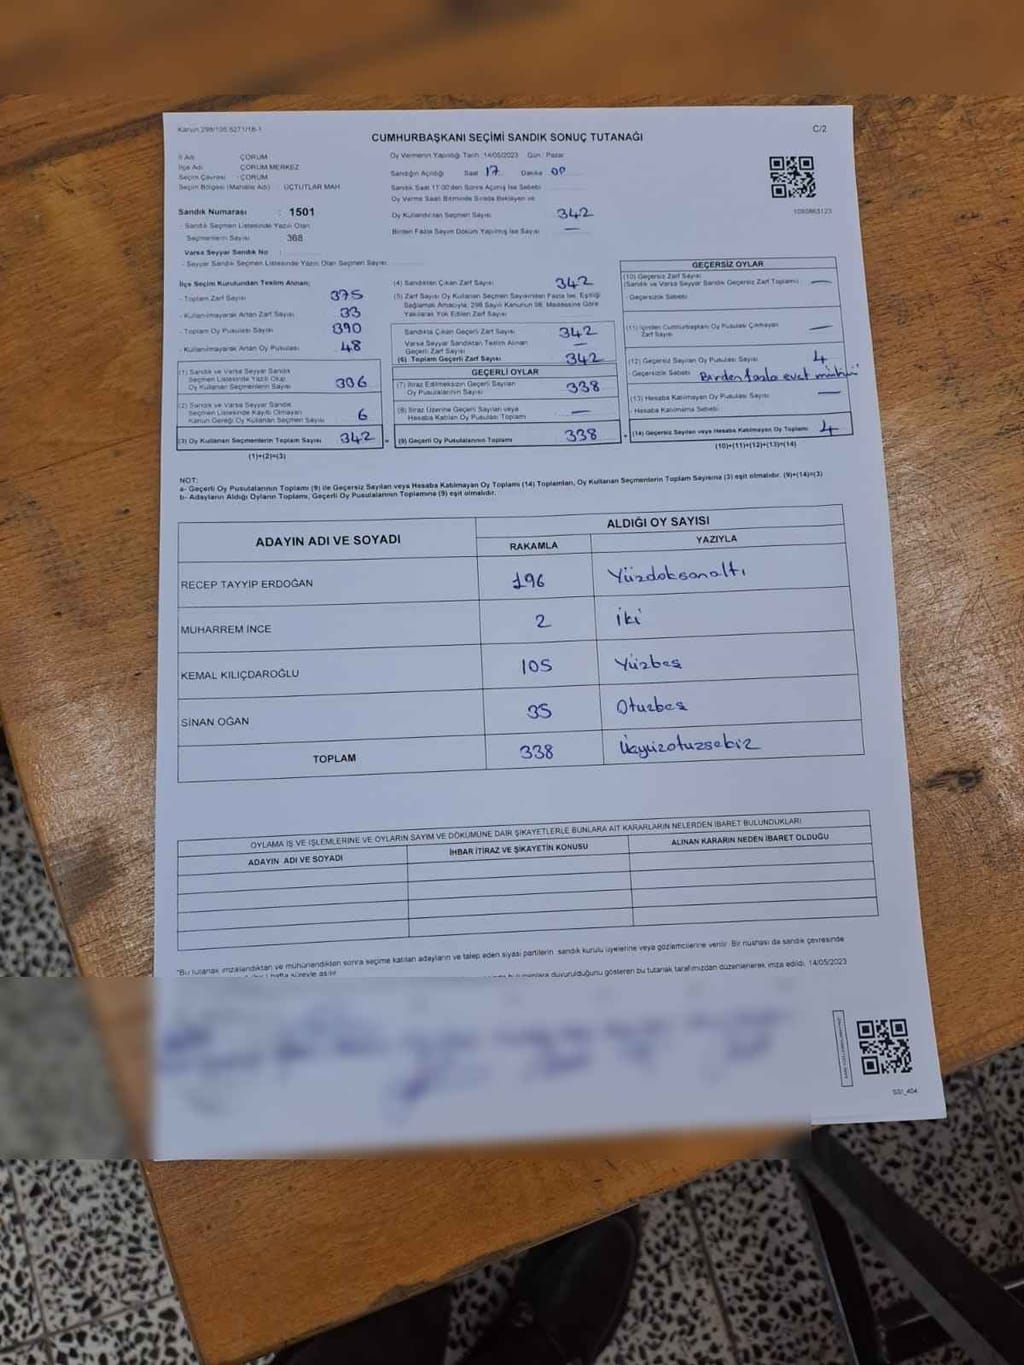 Kanun 298/105 6271/16-1
C/2
CUMHURBAŞKANI SEÇİMİ SANDIK SONUÇ TUTANAĞI
İl Adı : ÇORUM
İlçe Adı : ÇORUM MERKEZ
Seçim Çevresi : ÇORUM
Seçim Bölgesi (Mahalle Adı) : ÜÇTUTLAR MAH.
Sandık Numarası : 1501
- Sandık Seçmen Listesinde Yazılı Olan
Seçmenlerin Sayısı 368
Varsa Seyyar Sandık No :
- Seyyar Sandık Seçmen Listesinde Yazılı Olan Seçmen Sayısı:
Oy Vermenin Yapıldığı Tarih :14/05/2023 Gün : Pazar
Sandığın Açıldığı Saat 17 Dakika 00
Sandık Saat 17:00'den Sonra Açılmış İse Sebebi
Oy Verme Saati Bitiminde Sırada Bekleyen ve
Oy Kullandırılan Seçmen Sayısı 342
Birden Fazla Sayım Döküm Yapılmış İse Sayısı —
1080863123
İlçe Seçim Kurulundan Teslim Alınan;
- Toplam Zarf Sayısı 375
- Kullanılmayarak Artan Zarf Sayısı 33
- Toplam Oy Pusulası Sayısı 390
- Kullanılmayarak Artan Oy Pusulası 48
(1) Sandık ve Varsa Seyyar Sandık
Seçmen Listesinde Yazılı Olup
Oy Kullanan Seçmenlerin Sayısı 336
(2) Sandık ve Varsa Seyyar Sandık
Seçmen Listesinde Kayıtlı Olmayan
Kanun Gereği Oy Kullanan Seçmen Sayısı 6
(3) Oy Kullanan Seçmenlerin Toplam Sayısı 342
(1)+(2)=(3)
(4) Sandıktan Çıkan Zarf Sayısı 342
(5) Zarf Sayısı Oy Kullanan Seçmen Sayısından Fazla İse, Eşitliği
Sağlamak Amacıyla, 298 Sayılı Kanunun 98. Maddesine Göre
Yakılarak Yok Edilen Zarf Sayısı
Sandıkta Çıkan Geçerli Zarf Sayısı 342
Varsa Seyyar Sandıktan Teslim Alınan
Geçerli Zarf Sayısı —
(6) Toplam Geçerli Zarf Sayısı 342
GEÇERLİ OYLAR
(7) İtiraz Edilmeksizin Geçerli Sayılan
Oy Pusulalarının Sayısı 338
(8) İtiraz Üzerine Geçerli Sayılan veya
Hesaba Katılan Oy Pusulası Toplamı —
(9) Geçerli Oy Pusulalarının Toplamı 338
GEÇERSİZ OYLAR
(10) Geçersiz Zarf Sayısı
(Sandık ve Varsa Seyyar Sandık Geçersiz Zarf Toplamı) —
- Geçersizlik Sebebi
(11) İçinden Cumhurbaşkanı Oy Pusulası Çıkmayan
Zarf Sayısı —
(12) Geçersiz Sayılan Oy Pusulası Sayısı 4
- Geçersizlik Sebebi Birden fazla evet mührü
(13) Hesaba Katılmayan Oy Pusulası Sayısı —
- Hesaba Katılmama Sebebi
(14) Geçersiz Sayılan veya Hesaba Katılmayan Oy Toplamı 4
(10)+(11)+(12)+(13)=(14)
NOT:
a- Geçerli Oy Pusulalarının Toplamı (9) ile Geçersiz Sayılan veya Hesaba Katılmayan Oy Toplamı (14) Toplamları, Oy Kullanan Seçmenlerin Toplam Sayısına (3) eşit olmalıdır. (9)+(14)=(3)
b- Adayların Aldığı Oyların Toplamı, Geçerli Oy Pusulalarının Toplamına (9) eşit olmalıdır.
ADAYIN ADI VE SOYADI
ALDIĞI OY SAYISI
RAKAMLA YAZIYLA
RECEP TAYYİP ERDOĞAN 196 Yüzdoksanaltı
MUHARREM İNCE 2 iki
KEMAL KILIÇDAROĞLU 105 Yüzbeş
SİNAN OĞAN 35 Otuzbeş
TOPLAM 338 Üçyüzotuzsekiz
OYLAMA İŞ VE İŞLEMLERİNE VE OYLARIN SAYIM VE DÖKÜMÜNE DAİR ŞİKAYETLERLE BUNLARA AİT KARARLARIN NELERDEN İBARET BULUNDUKLARI
ADAYIN ADI VE SOYADI İHBAR İTİRAZ VE ŞİKAYETİN KONUSU ALINAN KARARIN NEDEN İBARET OLDUĞU
"Bu tutanak imzalandıktan ve mühürlendikten sonra seçime katılan adayların ve talep eden siyasi partilerin sandık kurulu üyelerine veya gözlemcilerine verilir. Bir nüshası da sandık çevresinde
hafta süreyle asılır. duyurulduğunu gösteren bu tutanak tarafımızdan düzenlenerek imza edildi. 14/05/2023